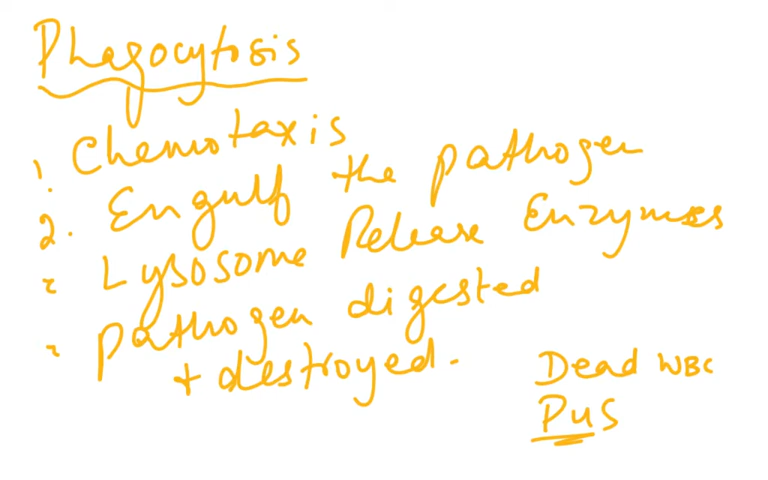 Phagocytosis
1. Chemotaxis
2. Engulf the pathogen
Lysosome Release Enzymes
Pathogen digested
+ destroyed.
Dead WBC
Pus